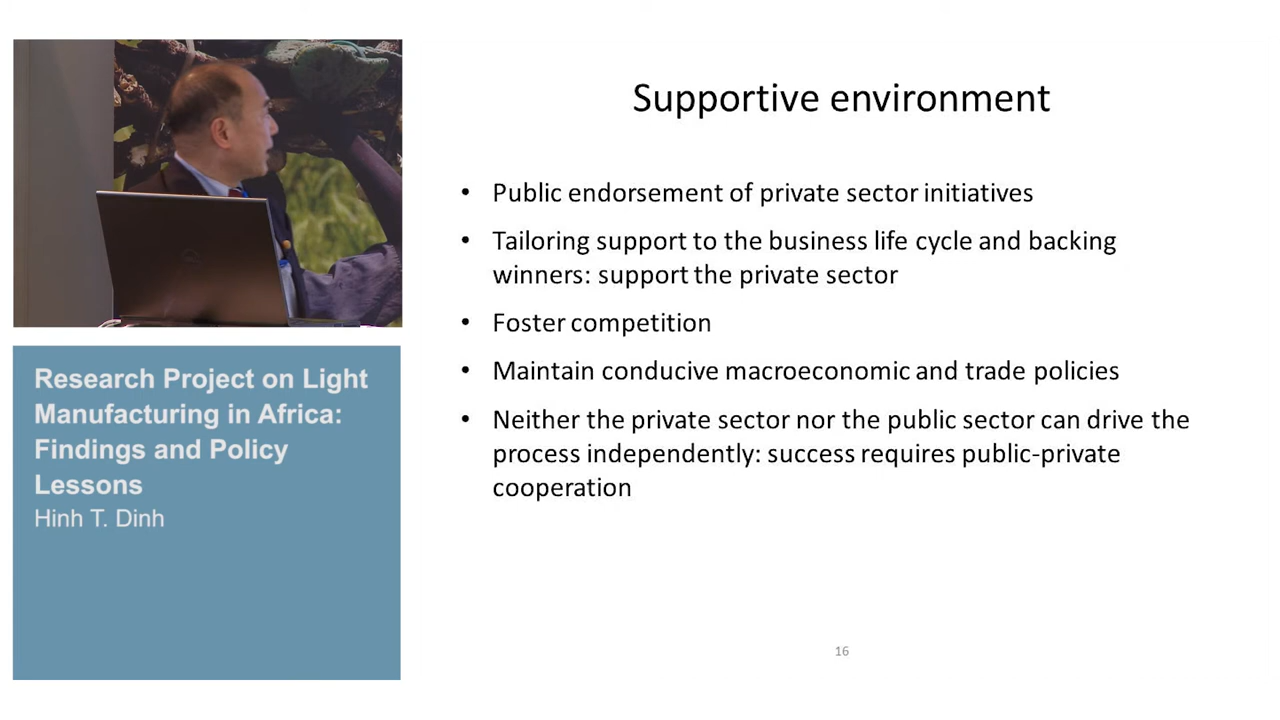 Supportive environment
• Public endorsement of private sector initiatives
• Tailoring support to the business life cycle and backing
winners: support the private sector
• Foster competition
• Maintain conducive macroeconomic and trade policies
• Neither the private sector nor the public sector can drive the
process independently: success requires public-private
cooperation
Research Project on Light
Manufacturing in Africa:
Findings and Policy
Lessons
Hinh T. Dinh
16